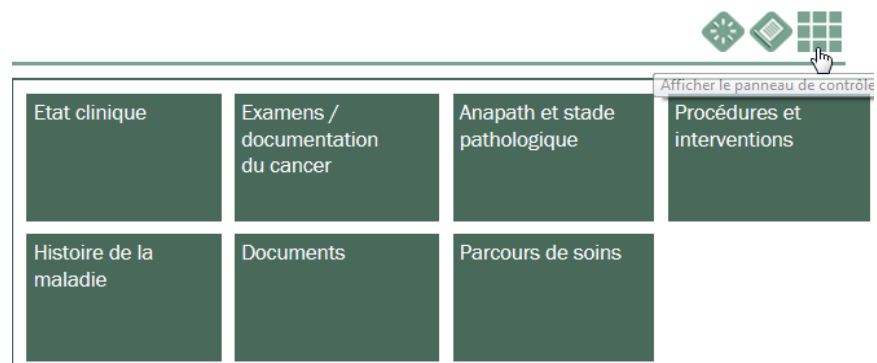 Afficher le panneau de contrôle
Etat clinique
Examens /
documentation
du cancer
Anapath et stade
pathologique
Procédures et
interventions
Histoire de la
maladie
Documents
Parcours de soins